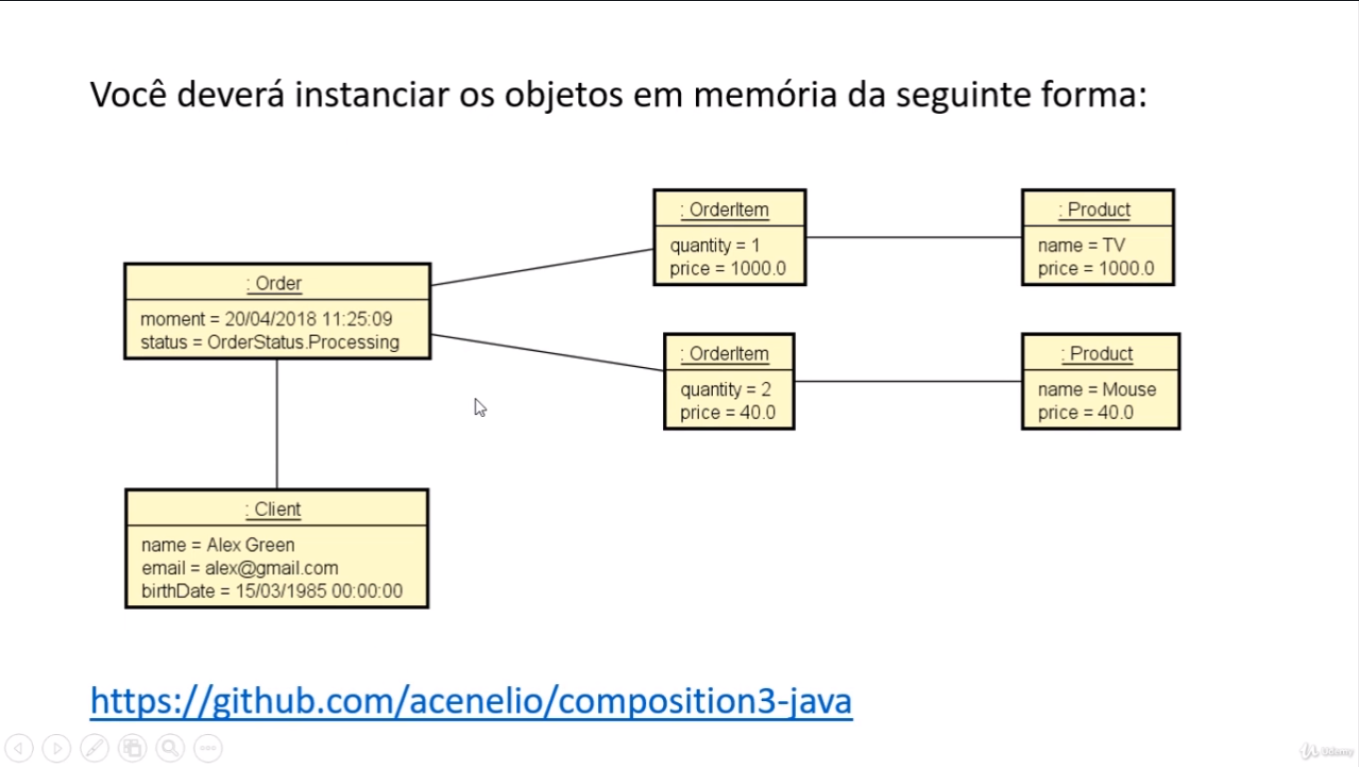 Você deverá instanciar os objetos em memória da seguinte forma:
: Order
moment = 20/04/2018 11:25:09
status = OrderStatus.Processing
: OrderItem
quantity = 1
price = 1000.0
: Product
name = TV
price = 1000.0
: OrderItem
quantity = 2
price = 40.0
: Product
name = Mouse
price = 40.0
: Client
name = Alex Green
email = alex@gmail.com
birthDate = 15/03/1985 00:00:00
https://github.com/acenelio/composition3-java
Udemy